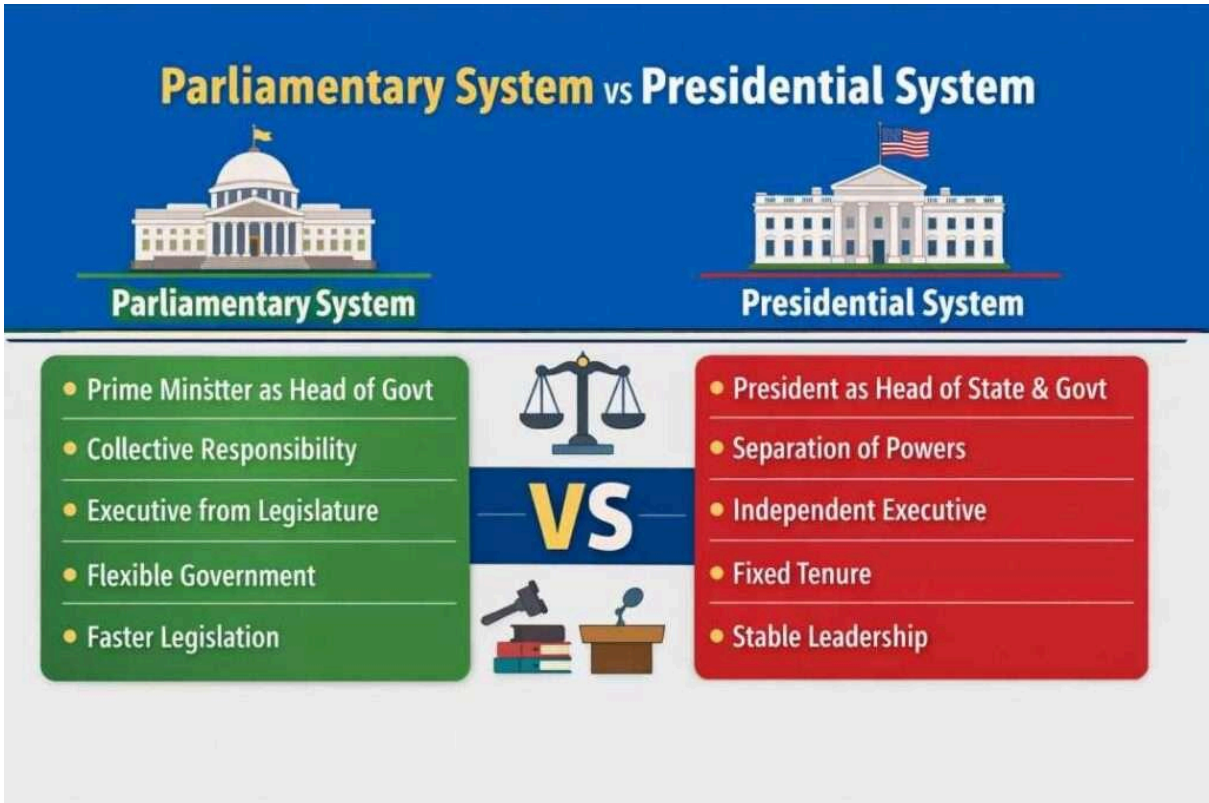 Parliamentary System vs Presidential System
Parliamentary System
Presidential System
Prime Ministter as Head of Govt
Collective Responsibility
Executive from Legislature
Flexible Government
Faster Legislation
VS
President as Head of State & Govt
Separation of Powers
Independent Executive
Fixed Tenure
Stable Leadership